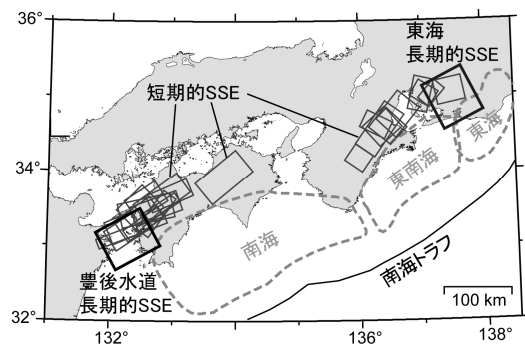 36°
東海
長期的SSE
短期的SSE
34°
東海
東南海
南海
南海トラフ
豊後水道
長期的SSE
100 km
32°
132°
136°
138°